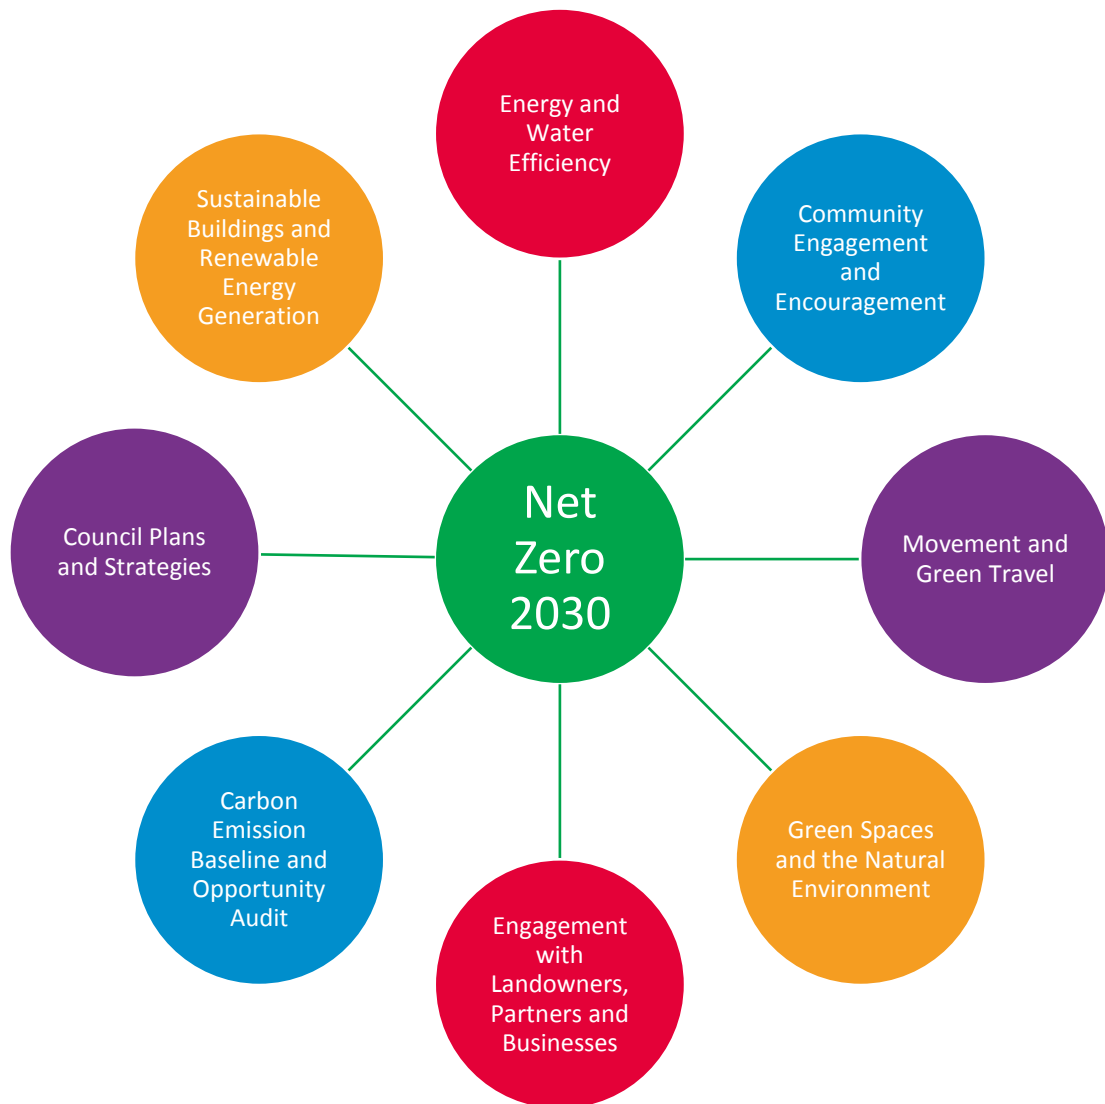 Energy and
Water
Efficiency
Community
Engagement
and
Encouragement
Movement and
Green Travel
Green Spaces
and the Natural
Environment
Engagement
with
Landowners,
Partners and
Businesses
Carbon
Emission
Baseline and
Opportunity
Audit
Council Plans
and Strategies
Sustainable
Buildings and
Renewable
Energy
Generation
Net
Zero
2030